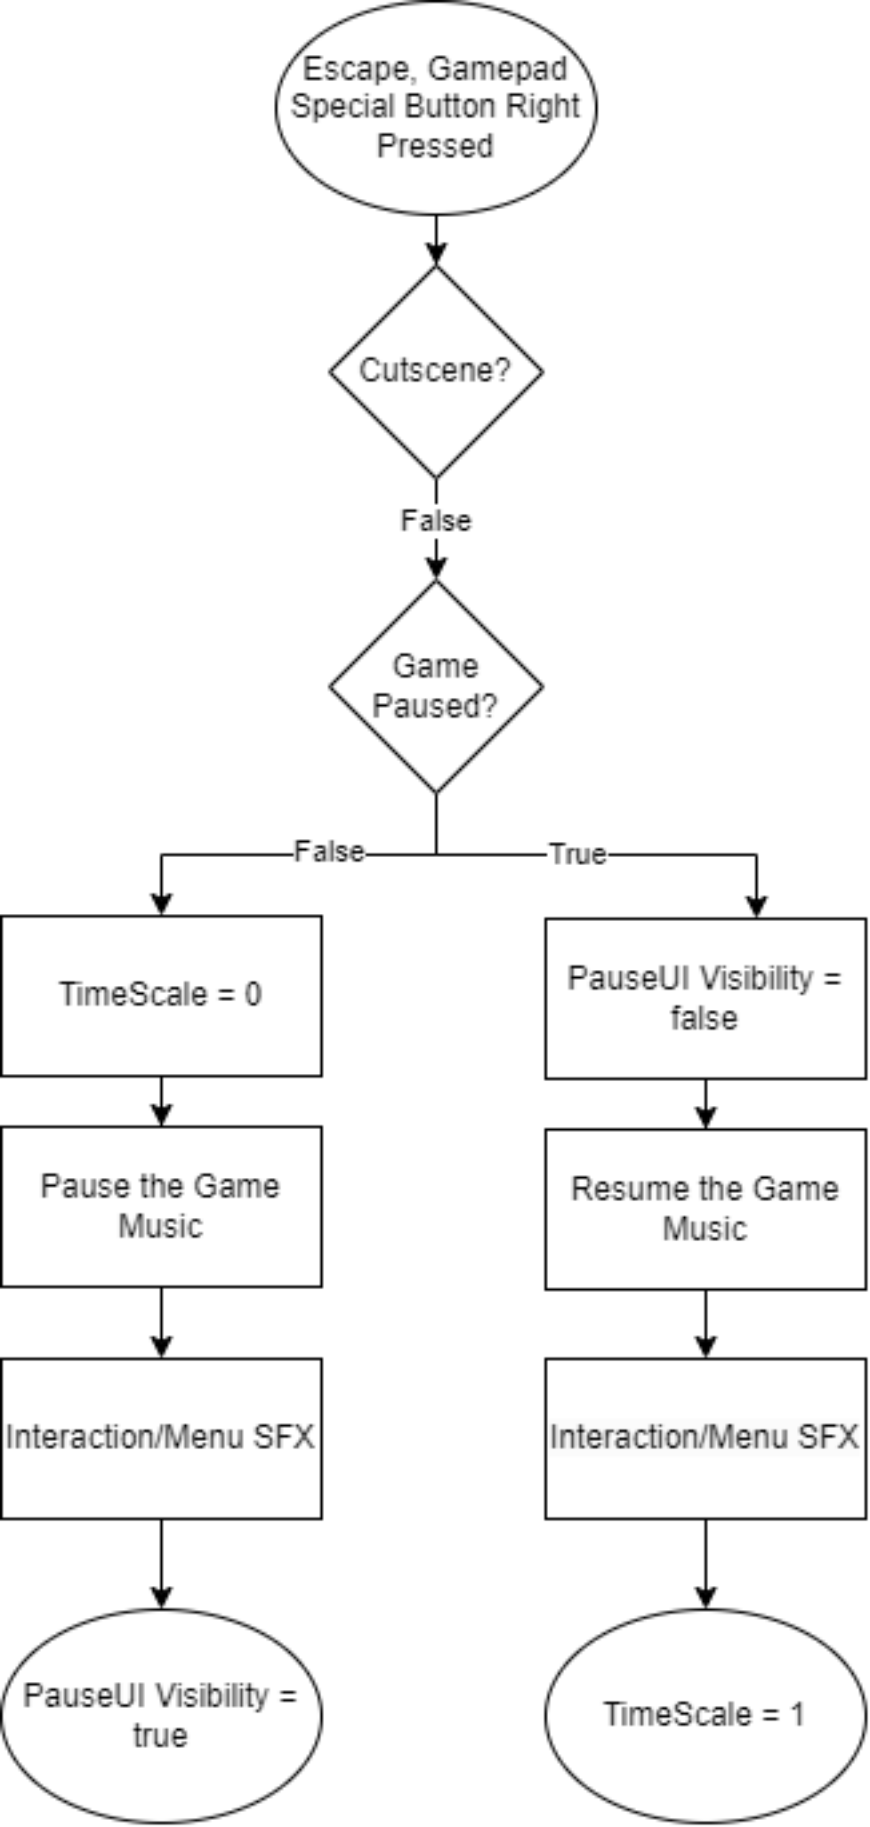 Escape, Gamepad
Special Button Right
Pressed
Cutscene?
False
Game
Paused?
False
True
TimeScale = 0
PauseUI Visibility =
false
Pause the Game
Music
Resume the Game
Music
Interaction/Menu SFX
Interaction/Menu SFX
PauseUI Visibility =
true
TimeScale = 1